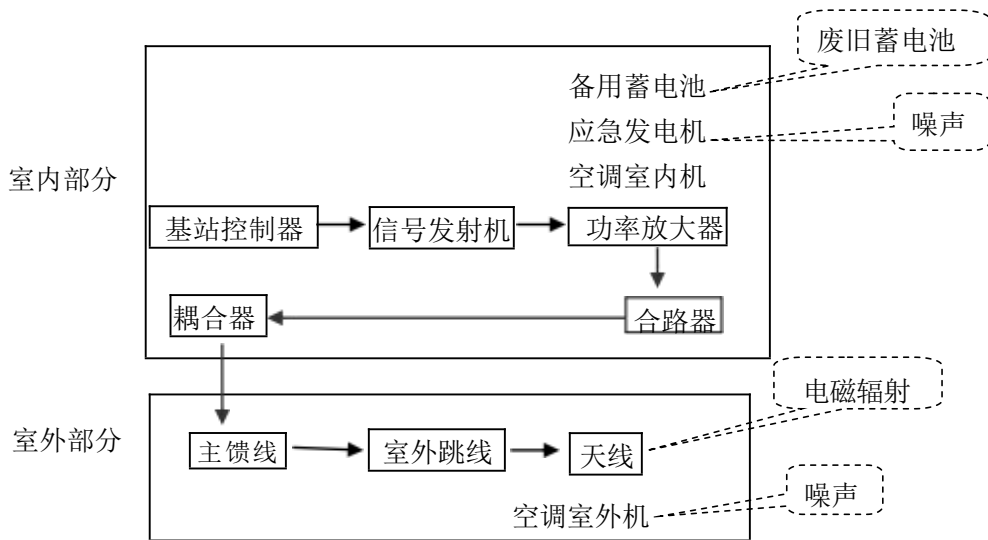 废旧蓄电池
备用蓄电池
应急发电机
噪声
空调室内机
室内部分
基站控制器
信号发射机
功率放大器
耦合器
合路器
电磁辐射
室外部分
主馈线
室外跳线
天线
噪声
空调室外机